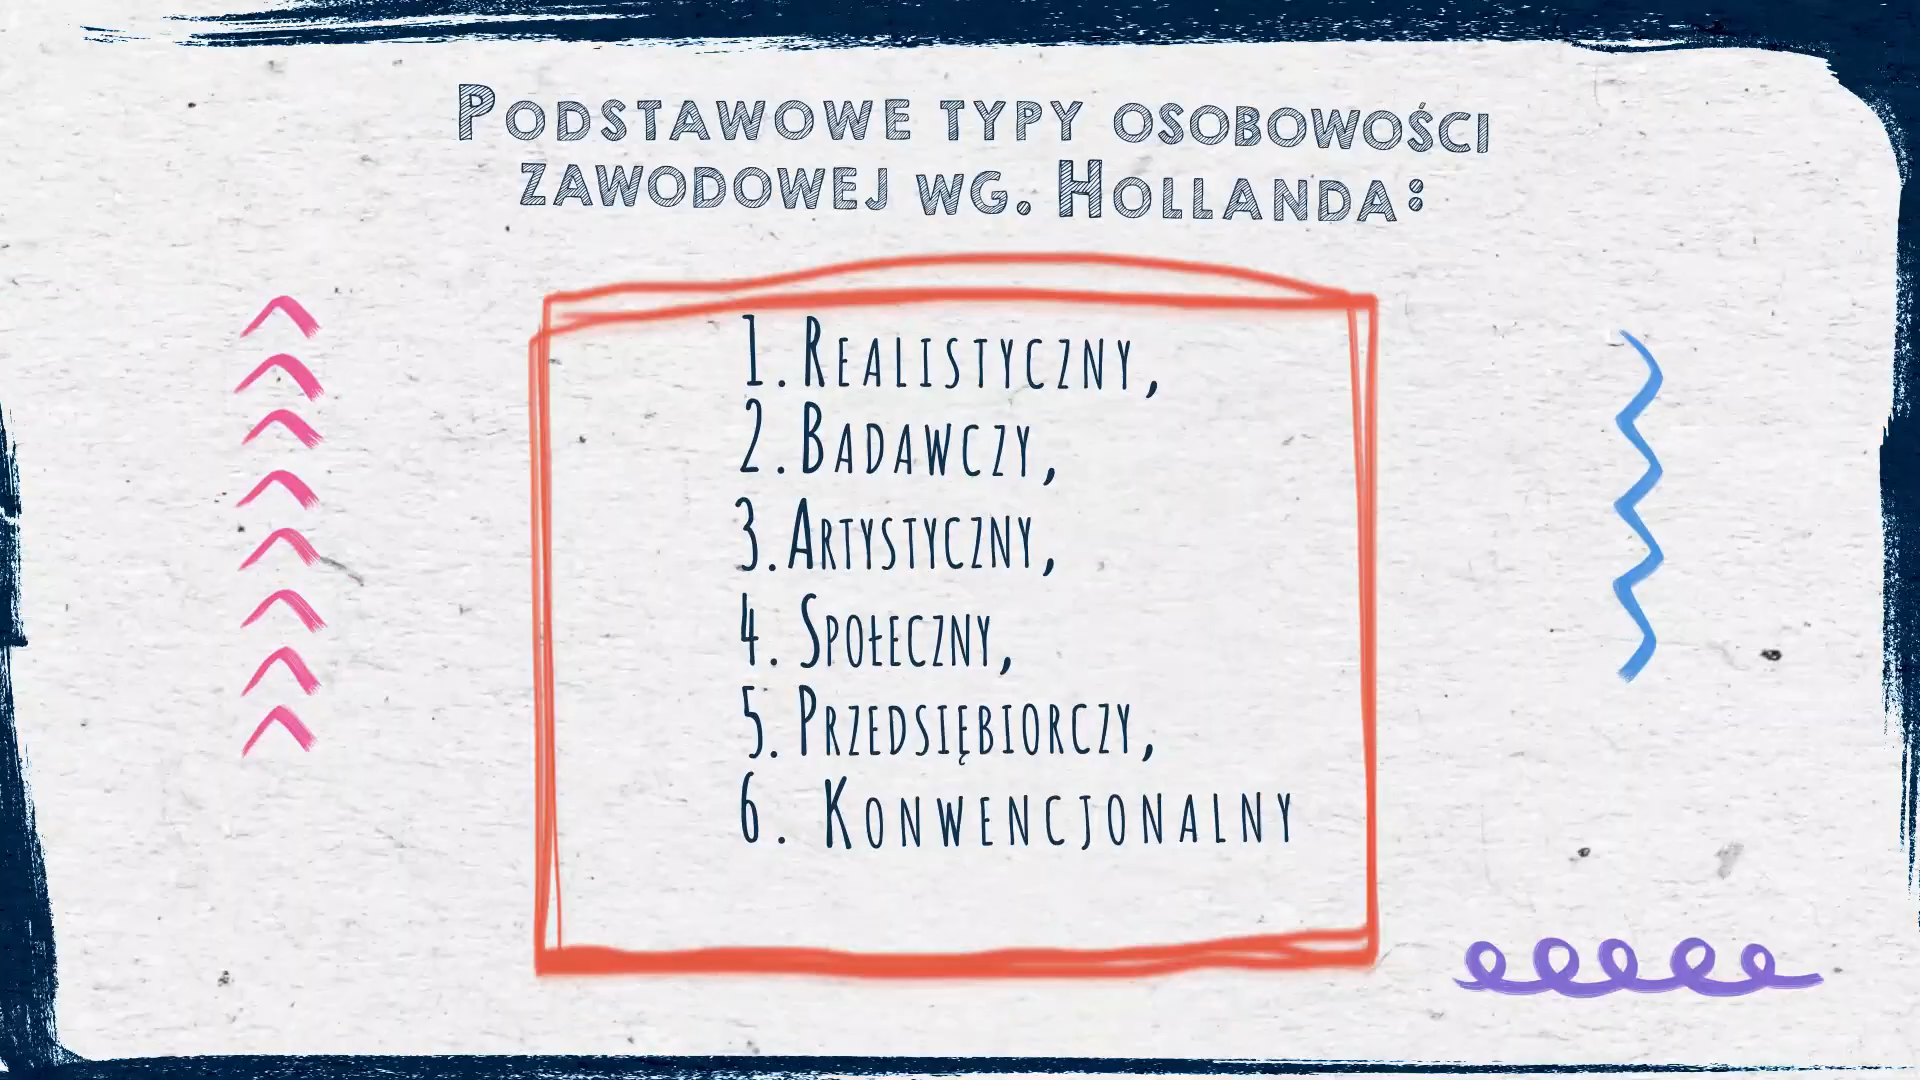 Podstawowe typy osobowości
zawodowej wg. Hollanda:
1. Realistyczny,
2. Badawczy,
3. Artystyczny,
4. Społeczny,
5. Przedsiębiorczy,
6. Konwencjonalny